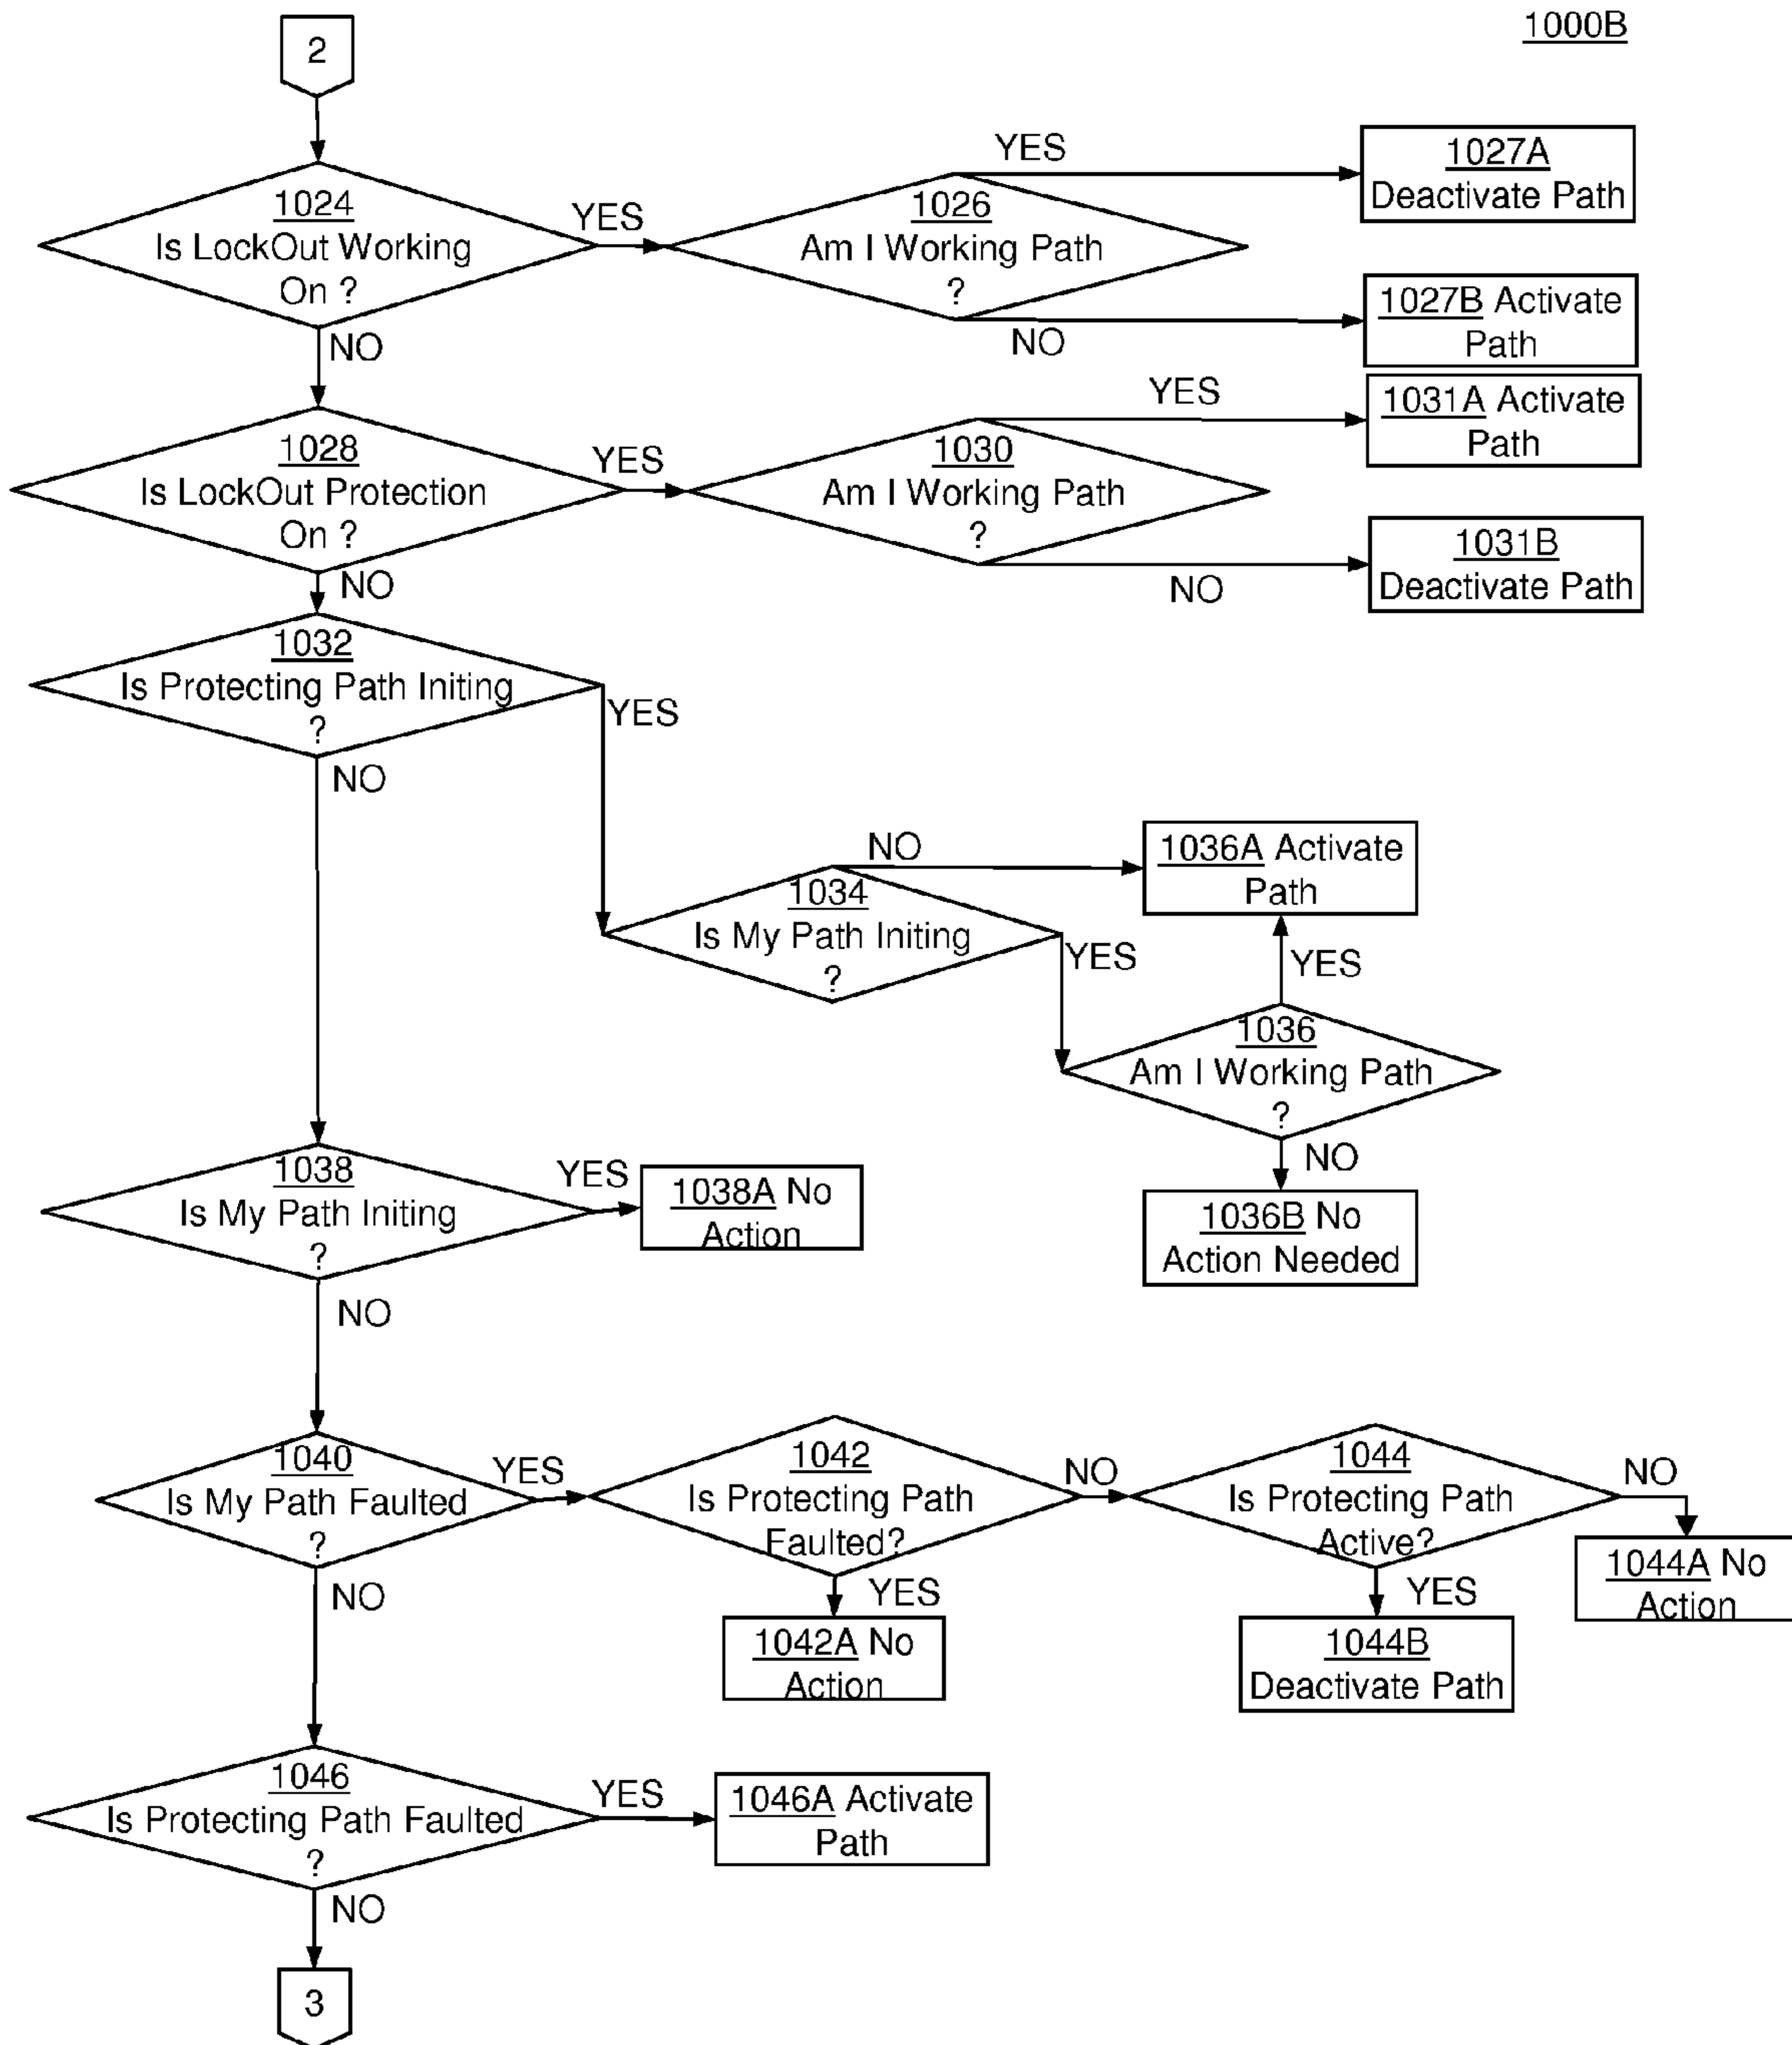 1000B
2
1024
Is LockOut Working
On ?
YES
NO
1026
Am I Working Path
?
YES
NO
1027A
Deactivate Path
1027B Activate
Path
1028
Is LockOut Protection
On ?
YES
NO
1030
Am I Working Path
?
YES
NO
1031A Activate
Path
1031B
Deactivate Path
1032
Is Protecting Path Initing
?
YES
NO
1034
Is My Path Initing
?
NO
YES
1036A Activate
Path
YES
1036
Am I Working Path
?
NO
1036B No
Action Needed
1038
Is My Path Initing
?
YES
NO
1038A No
Action
1040
Is My Path Faulted
?
YES
NO
1042
Is Protecting Path
Faulted?
NO
YES
1042A No
Action
1044
Is Protecting Path
Active?
NO
YES
1044A No
Action
1044B
Deactivate Path
1046
Is Protecting Path Faulted
?
YES
NO
1046A Activate
Path
3